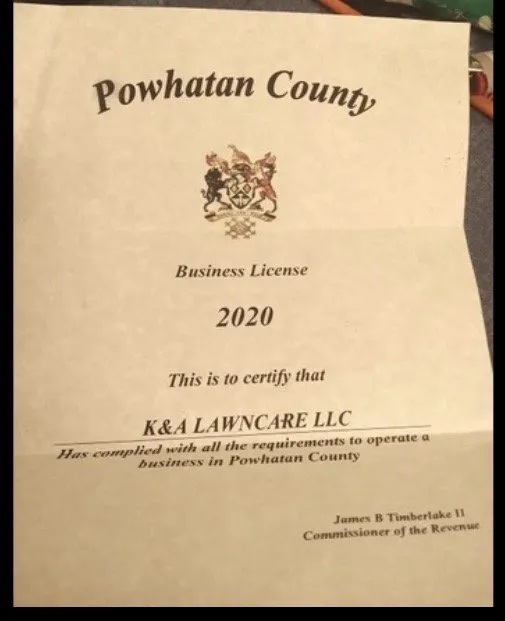 Powhatan County
Business License
2020
This is to certify that
K&A LAWNCARE LLC
Has complied with all the requirements to operate a
business in Powhatan County
James B Timberlake II
Commissioner of the Revenue